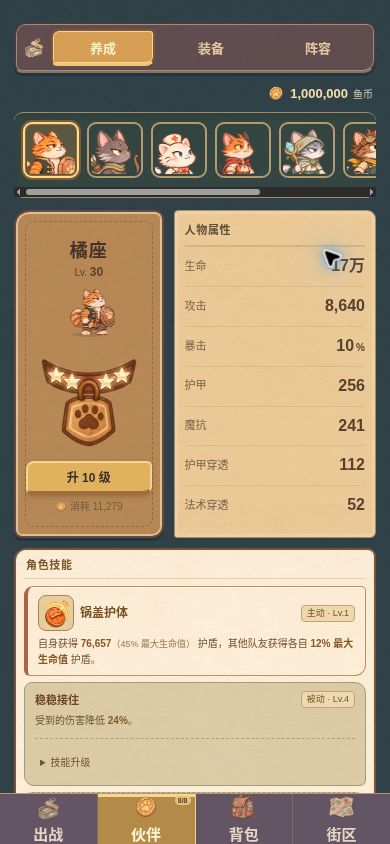 养成
装备
阵容
1,000,000 鱼币
橘座
Lv. 30
升 10 级
消耗 11,279
人物属性
生命 17万
攻击 8,640
暴击 10 %
护甲 256
魔抗 241
护甲穿透 112
法术穿透 52
角色技能
锅盖护体 主动 · Lv.1
自身获得 76,657（45% 最大生命值） 护盾，其他队友获得各自 12% 最大
生命值 护盾。
稳稳接住 被动 · Lv.4
受到的伤害降低 24%。
▶ 技能升级
8/8
出战
伙伴
背包
街区